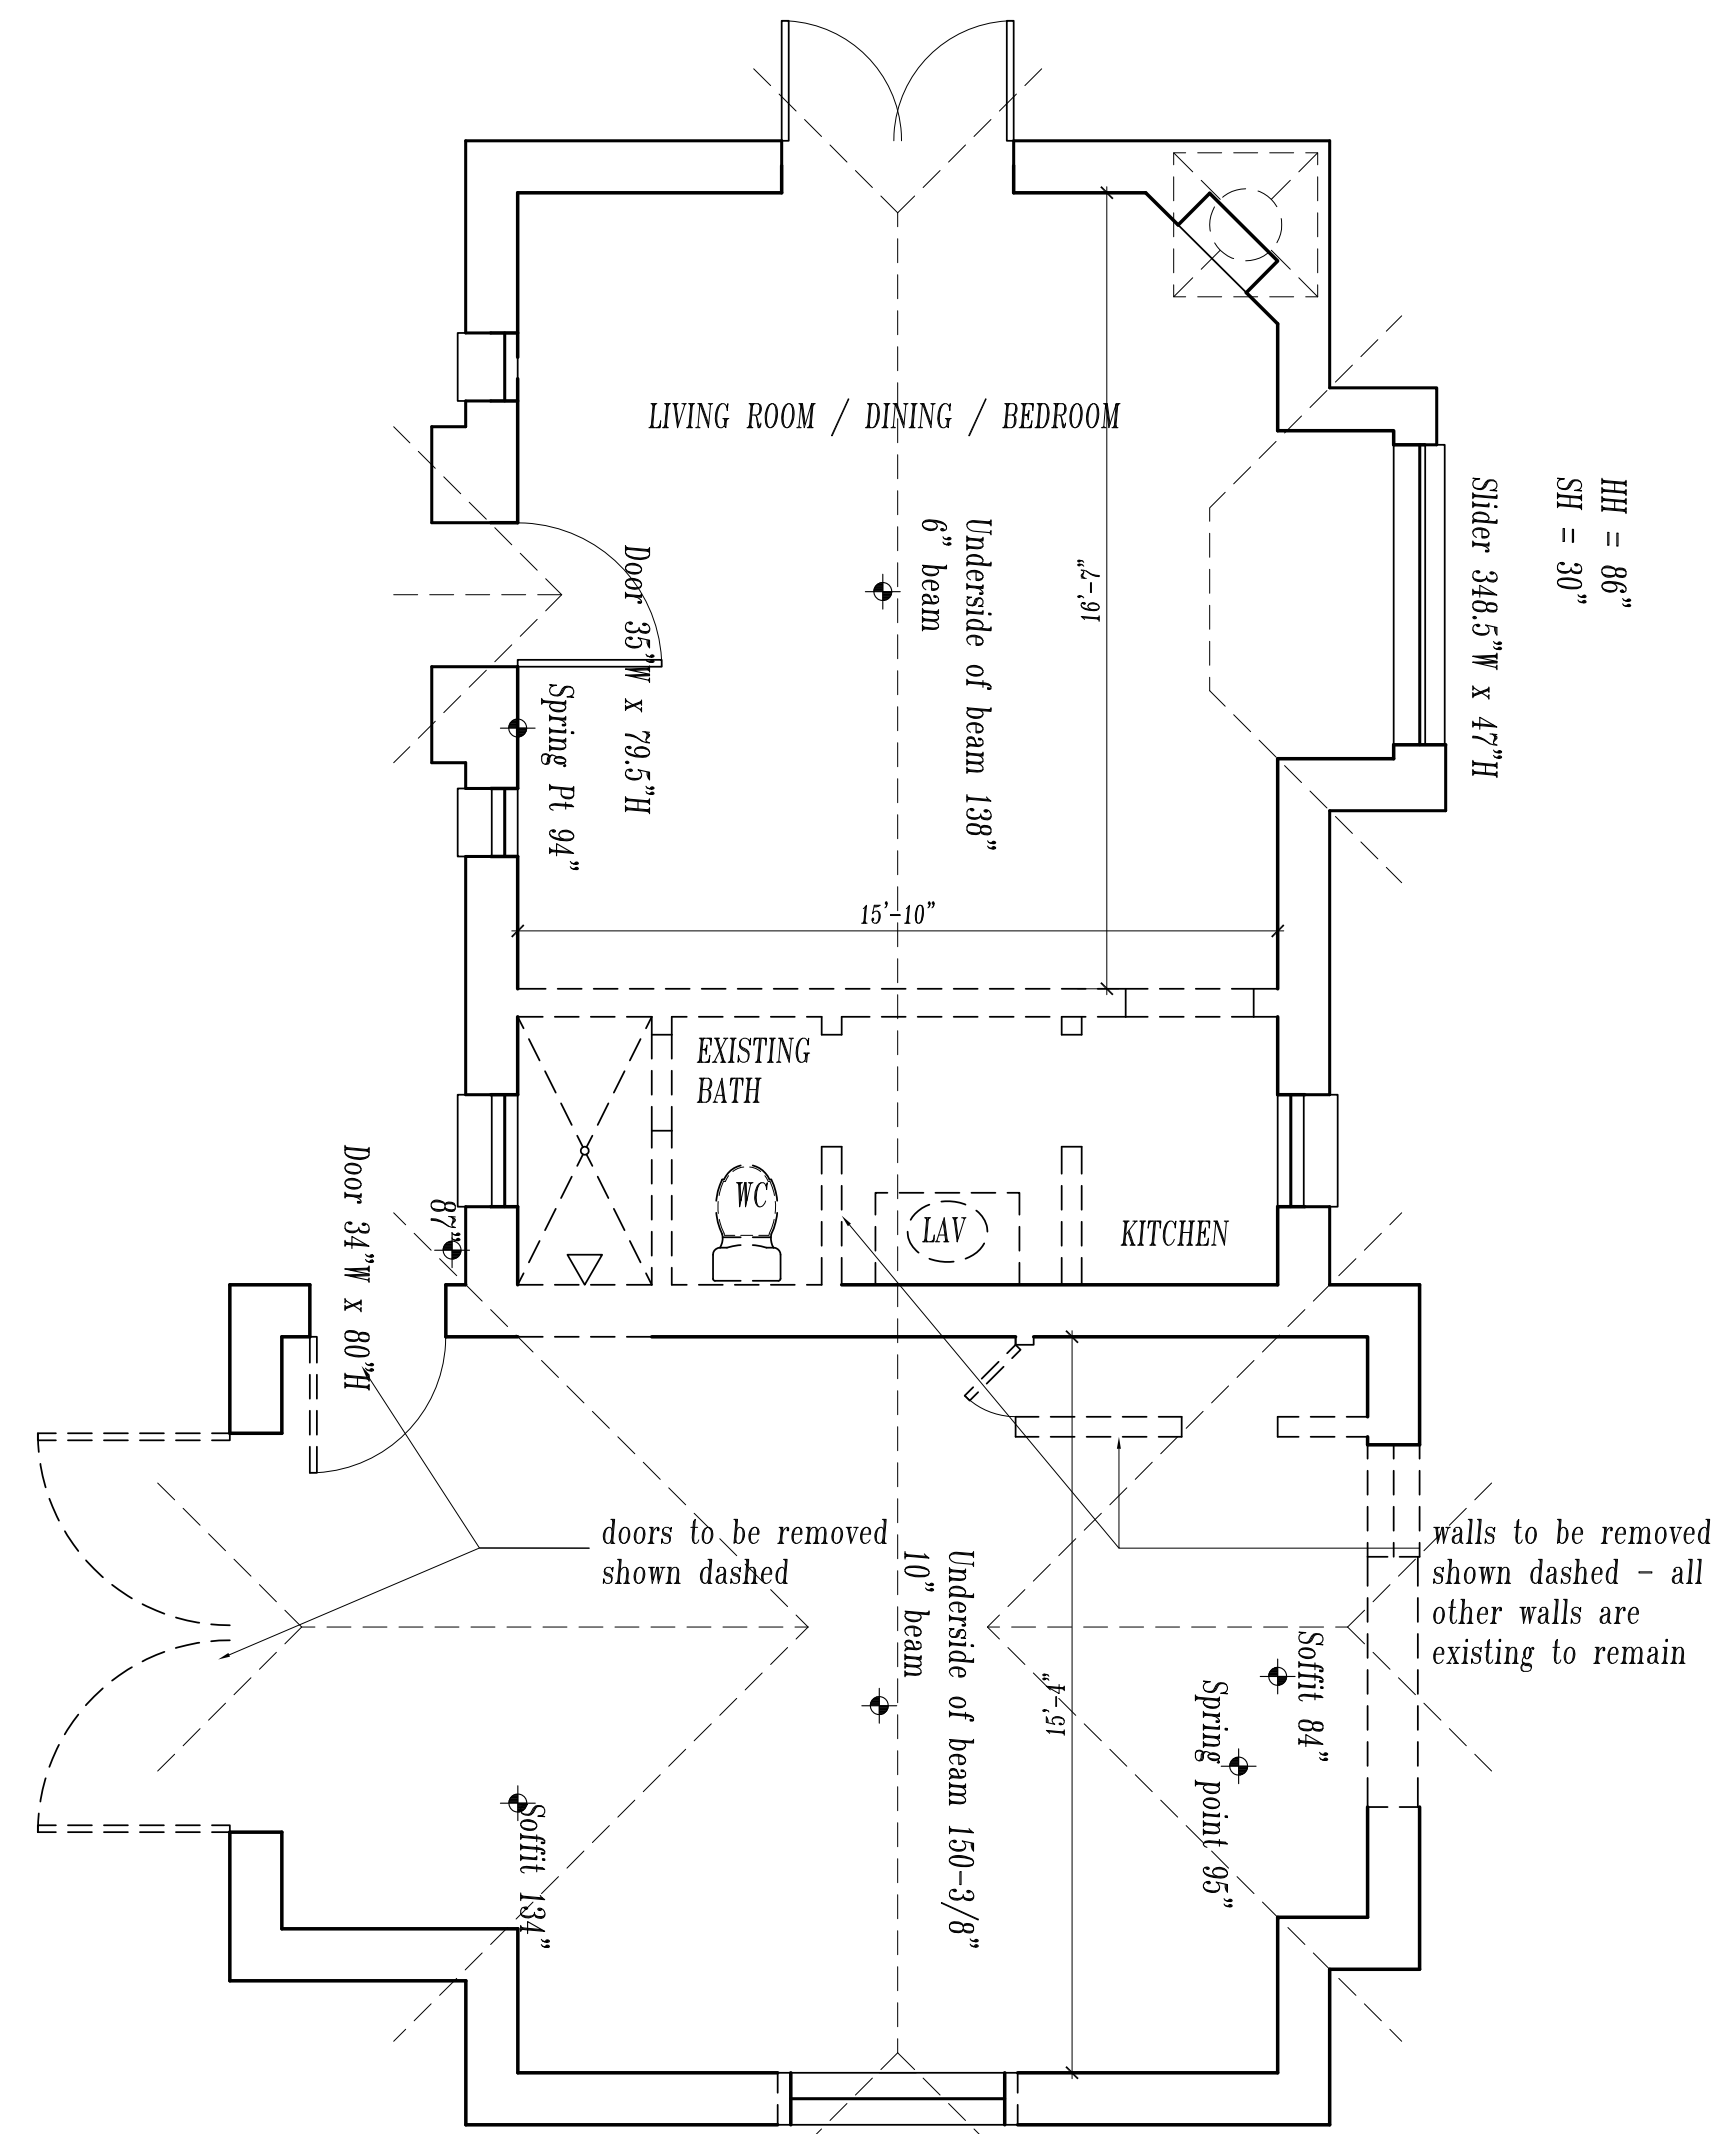 LIVING ROOM / DINING / BEDROOM
HH = 86"
SH = 30"
Slider 348.5"W x 47"H
Underside of beam 138"
6" beam
16'-7"
Door 35"W x 79.5"H
Spring Pt 94"
15'-10"
EXISTING
BATH
WC
LAV
KITCHEN
87"
Door 34"W x 80"H
doors to be removed
shown dashed
walls to be removed
shown dashed - all
other walls are
existing to remain
Underside of beam 150-3/8"
10" beam
15'-4"
Soffit 84"
Spring point 95"
Soffit 134"